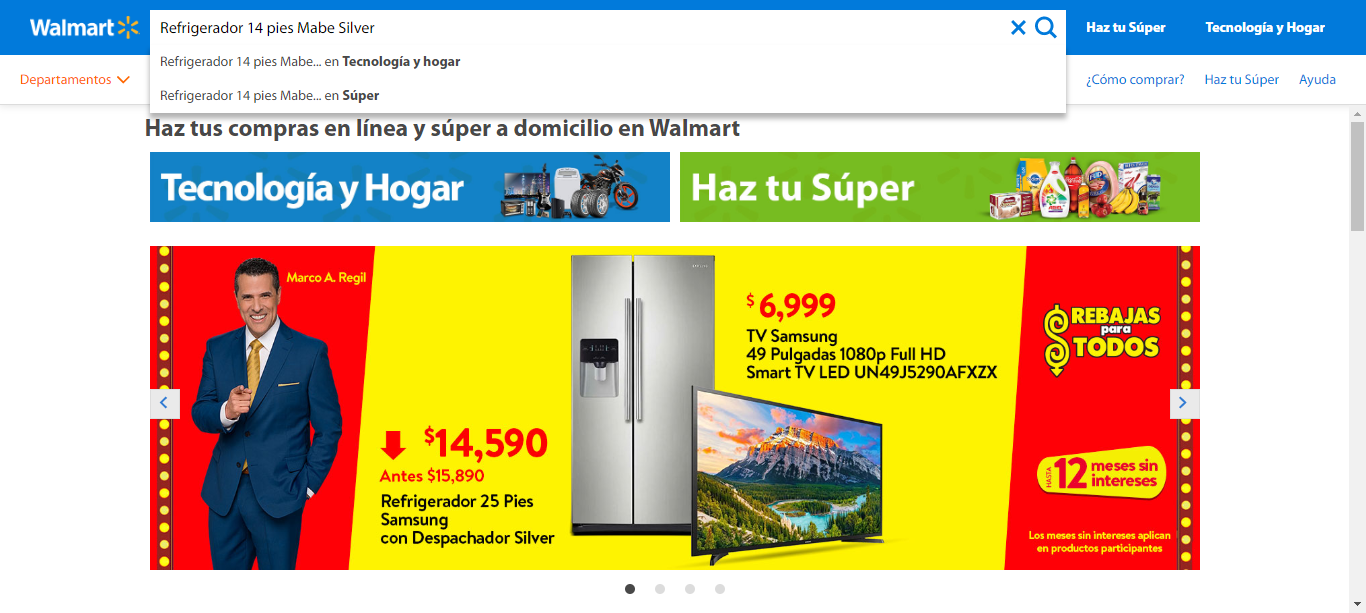 Walmart
Refrigerador 14 pies Mabe Silver
Haz tu Súper
Tecnología y Hogar
Refrigerador 14 pies Mabe... en Tecnología y hogar
Departamentos
¿Cómo comprar?
Haz tu Súper
Ayuda
Refrigerador 14 pies Mabe... en Súper
Haz tus compras en línea y súper a domicilio en Walmart
Tecnología y Hogar
Haz tu Súper
Marco A. Regil
$14,590
Antes $15,890
Refrigerador 25 Pies
Samsung
con Despachador Silver
$6,999
TV Samsung
49 Pulgadas 1080p Full HD
Smart TV LED UN49J5290AFXZX
REBAJAS
para
TODOS
HASTA 12 meses sin
intereses
Los meses sin intereses aplican
en productos participantes